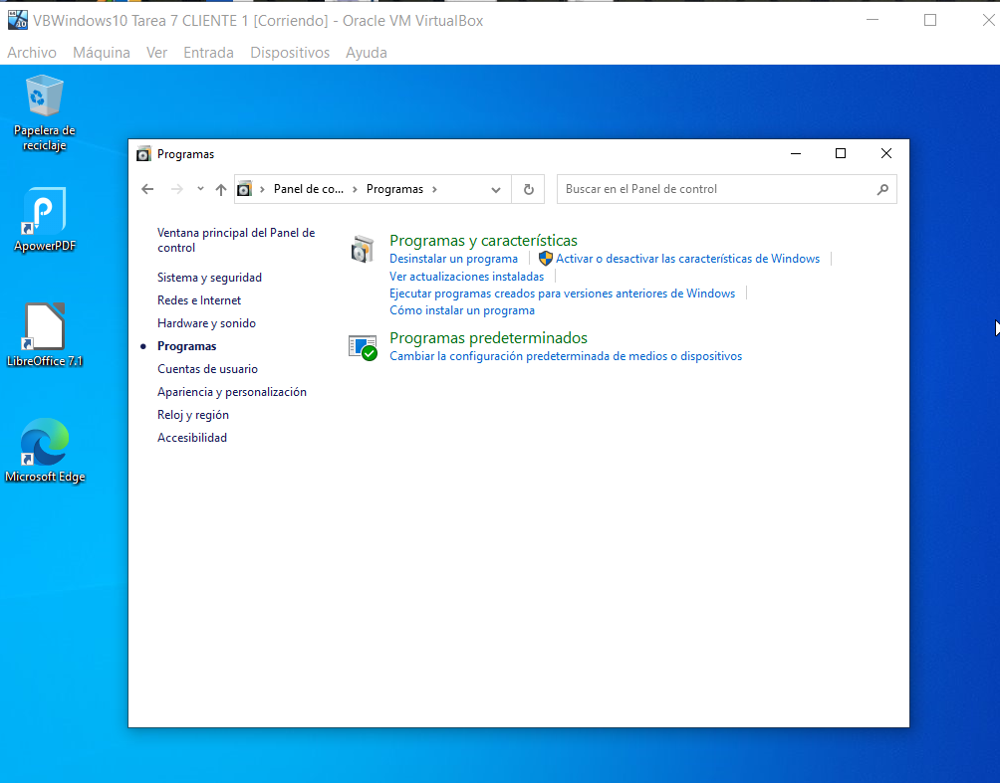 VBWindows10 Tarea 7 CLIENTE 1 [Corriendo] - Oracle VM VirtualBox
Archivo Máquina Ver Entrada Dispositivos Ayuda
Papelera de
reciclaje
ApowerPDF
LibreOffice 7.1
Microsoft Edge
Programas
Panel de co... Programas
Buscar en el Panel de control
Ventana principal del Panel de
control
Sistema y seguridad
Redes e Internet
Hardware y sonido
Programas
Cuentas de usuario
Apariencia y personalización
Reloj y región
Accesibilidad
Programas y características
Desinstalar un programa Activar o desactivar las características de Windows
Ver actualizaciones instaladas
Ejecutar programas creados para versiones anteriores de Windows
Cómo instalar un programa
Programas predeterminados
Cambiar la configuración predeterminada de medios o dispositivos